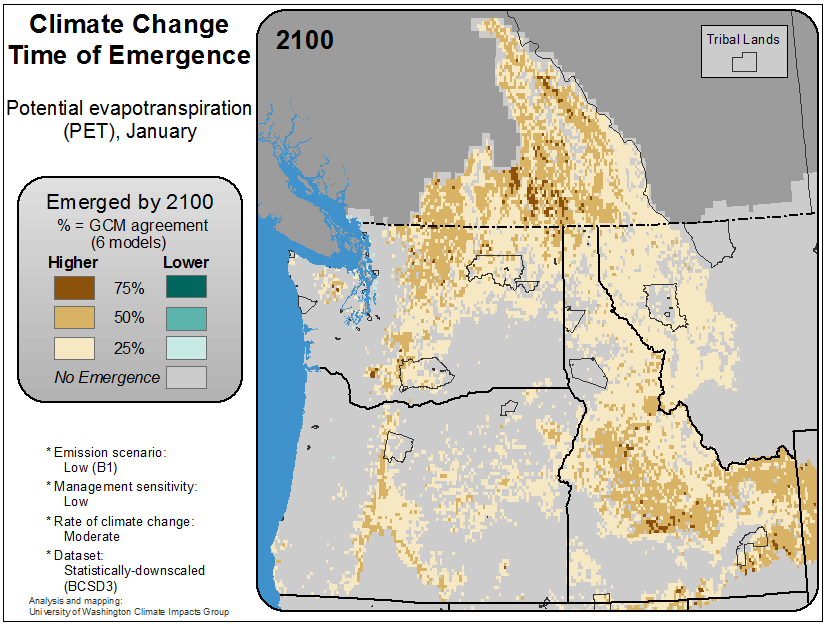 Climate Change
Time of Emergence
Potential evapotranspiration
(PET), January
Emerged by 2100
% = GCM agreement
(6 models)
Higher Lower
75%
50%
25%
No Emergence
* Emission scenario:
Low (B1)
* Management sensitivity:
Low
* Rate of climate change:
Moderate
* Dataset:
Statistically-downscaled
(BCSD3)
Analysis and mapping:
University of Washington Climate Impacts Group
2100
Tribal Lands